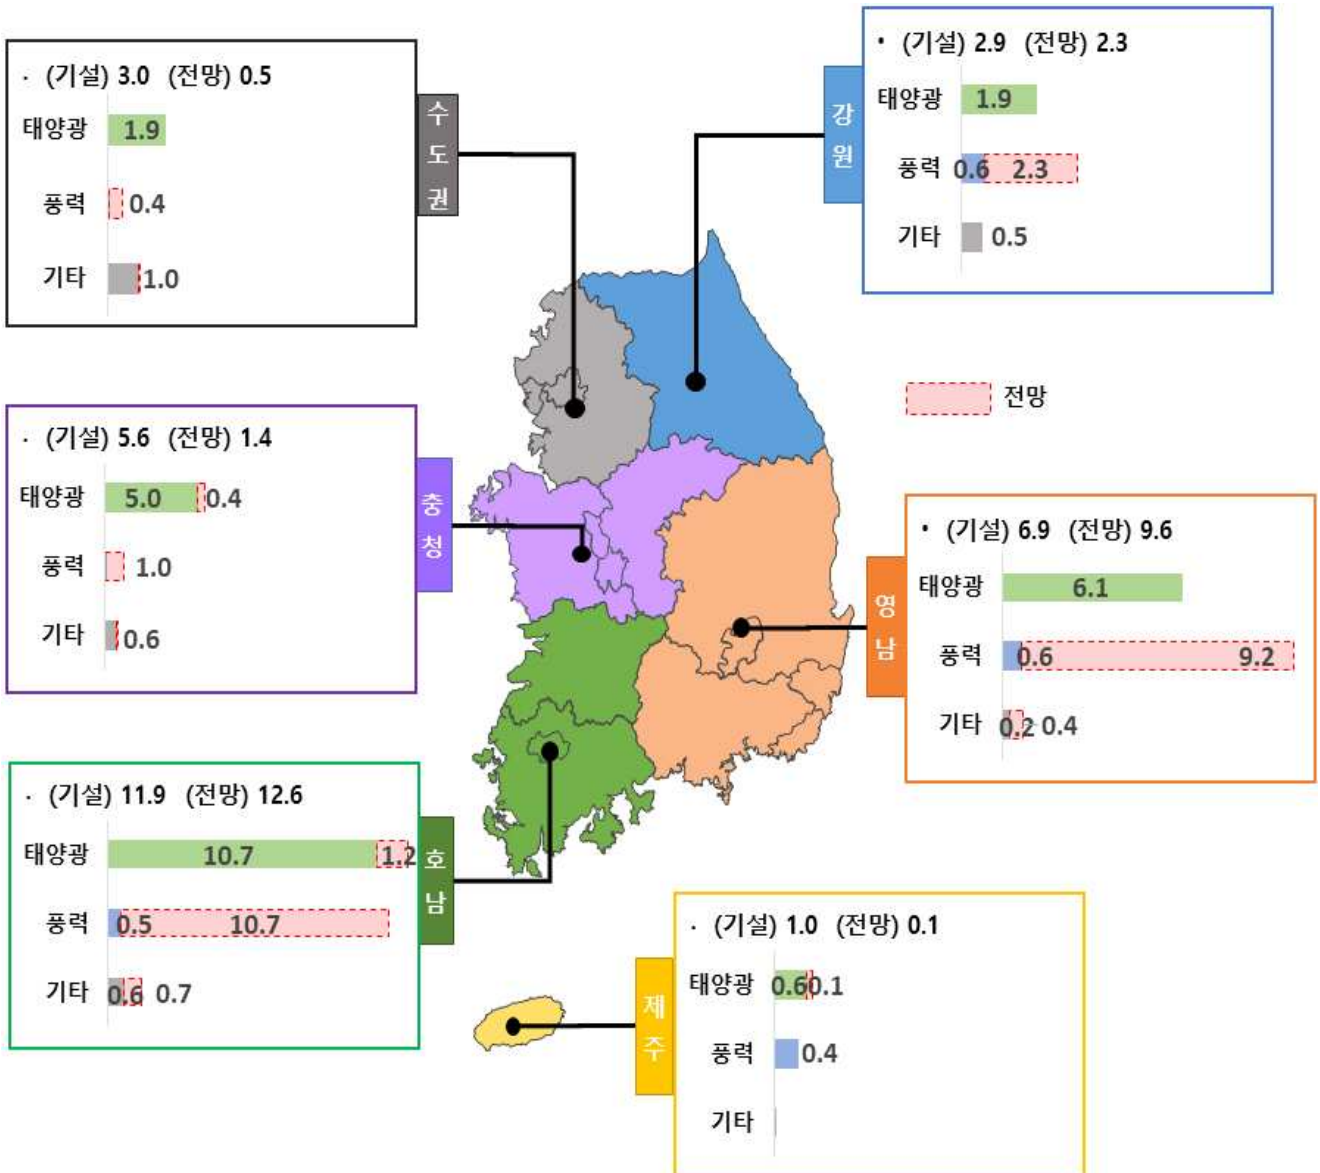 · (기설) 3.0 (전망) 0.5
태양광 1.9
풍력 0.4
기타 1.0
수도권
• (기설) 2.9 (전망) 2.3
태양광 1.9
풍력 0.6 2.3
기타 0.5
강원
전망
· (기설) 5.6 (전망) 1.4
태양광 5.0 0.4
풍력 1.0
기타 0.6
충청
• (기설) 6.9 (전망) 9.6
태양광 6.1
풍력 0.6 9.2
기타 0.2 0.4
영남
· (기설) 11.9 (전망) 12.6
태양광 10.7 1.2
풍력 0.5 10.7
기타 0.6 0.7
호남
· (기설) 1.0 (전망) 0.1
태양광 0.6 0.1
풍력 0.4
기타
제주